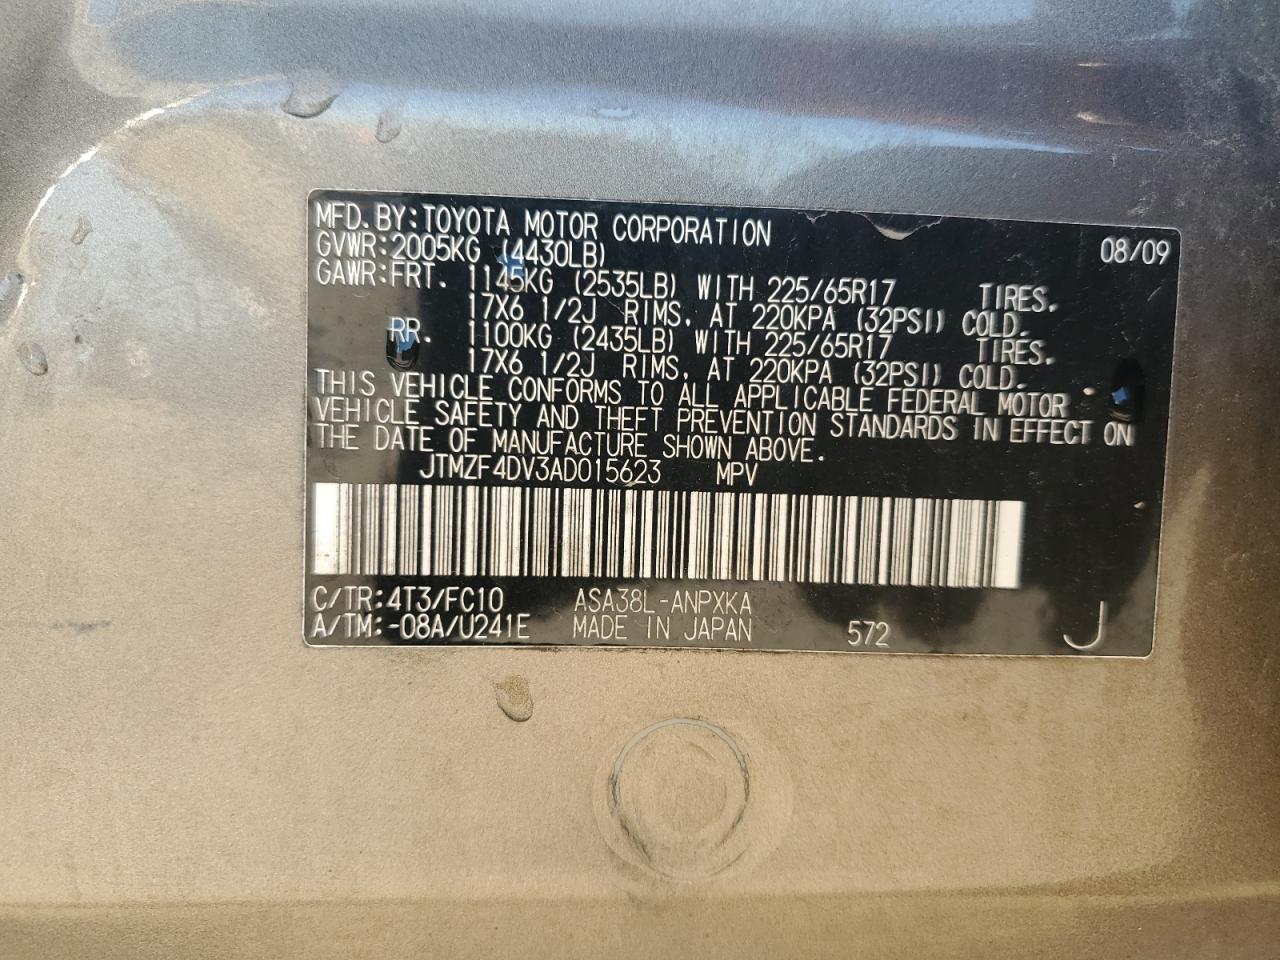 MFD.BY:TOYOTA MOTOR CORPORATION 08/09
GVWR:2005KG (4430LB)
GAWR:FRT. 1145KG (2535LB) WITH 225/65R17 TIRES.
17X6 1/2J RIMS, AT 220KPA (32PSI) COLD.
RR. 1100KG (2435LB) WITH 225/65R17 TIRES.
17X6 1/2J RIMS, AT 220KPA (32PSI) COLD.
THIS VEHICLE CONFORMS TO ALL APPLICABLE FEDERAL MOTOR
VEHICLE SAFETY AND THEFT PREVENTION STANDARDS IN EFFECT ON
THE DATE OF MANUFACTURE SHOWN ABOVE.
JTMZF4DV3AD015623 MPV
C/TR:4T3/FC10 ASA38L-ANPXKA
A/TM:-08A/U241E MADE IN JAPAN 572 J